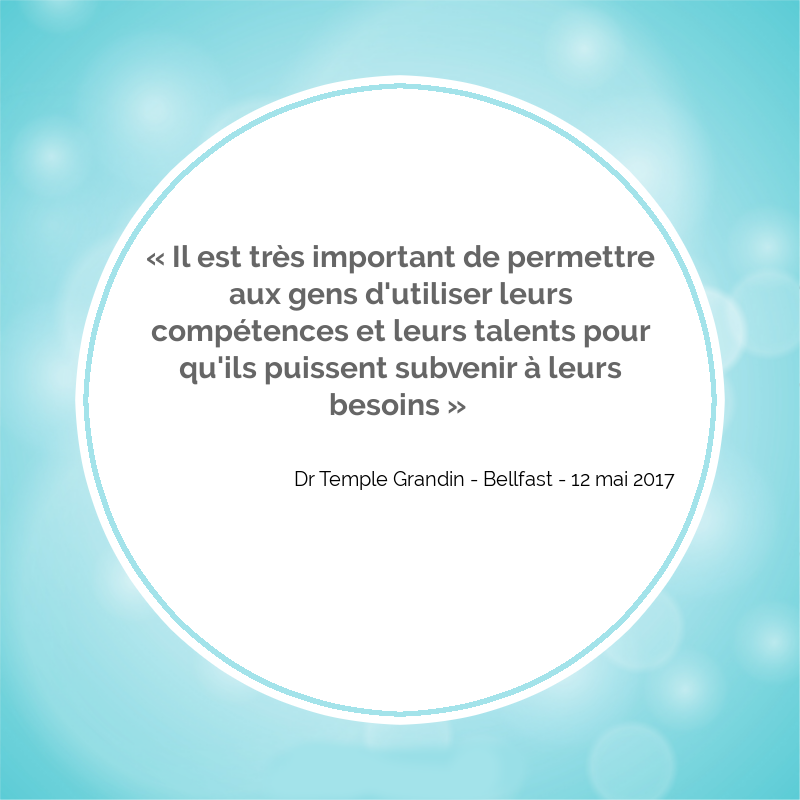 « Il est très important de permettre
aux gens d'utiliser leurs
compétences et leurs talents pour
qu'ils puissent subvenir à leurs
besoins »
Dr Temple Grandin - Bellfast - 12 mai 2017